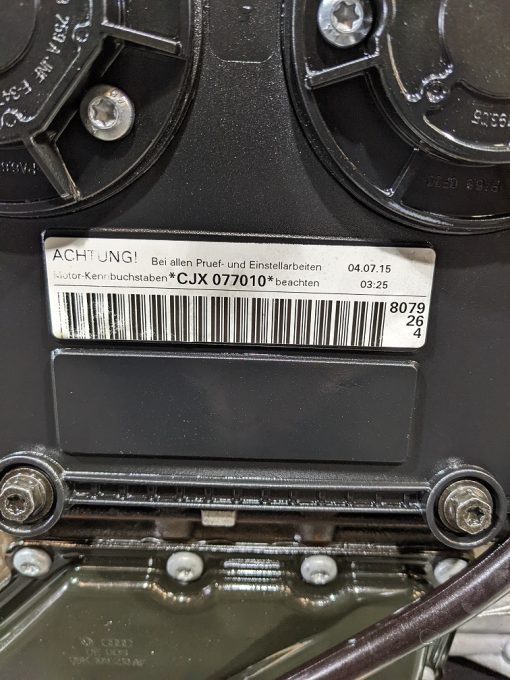 ACHTUNG! Bei allen Pruef- und Einstellarbeiten 04.07.15
Motor-Kennbuchstaben *CJX 077010* beachten 03:25
8079
26
4